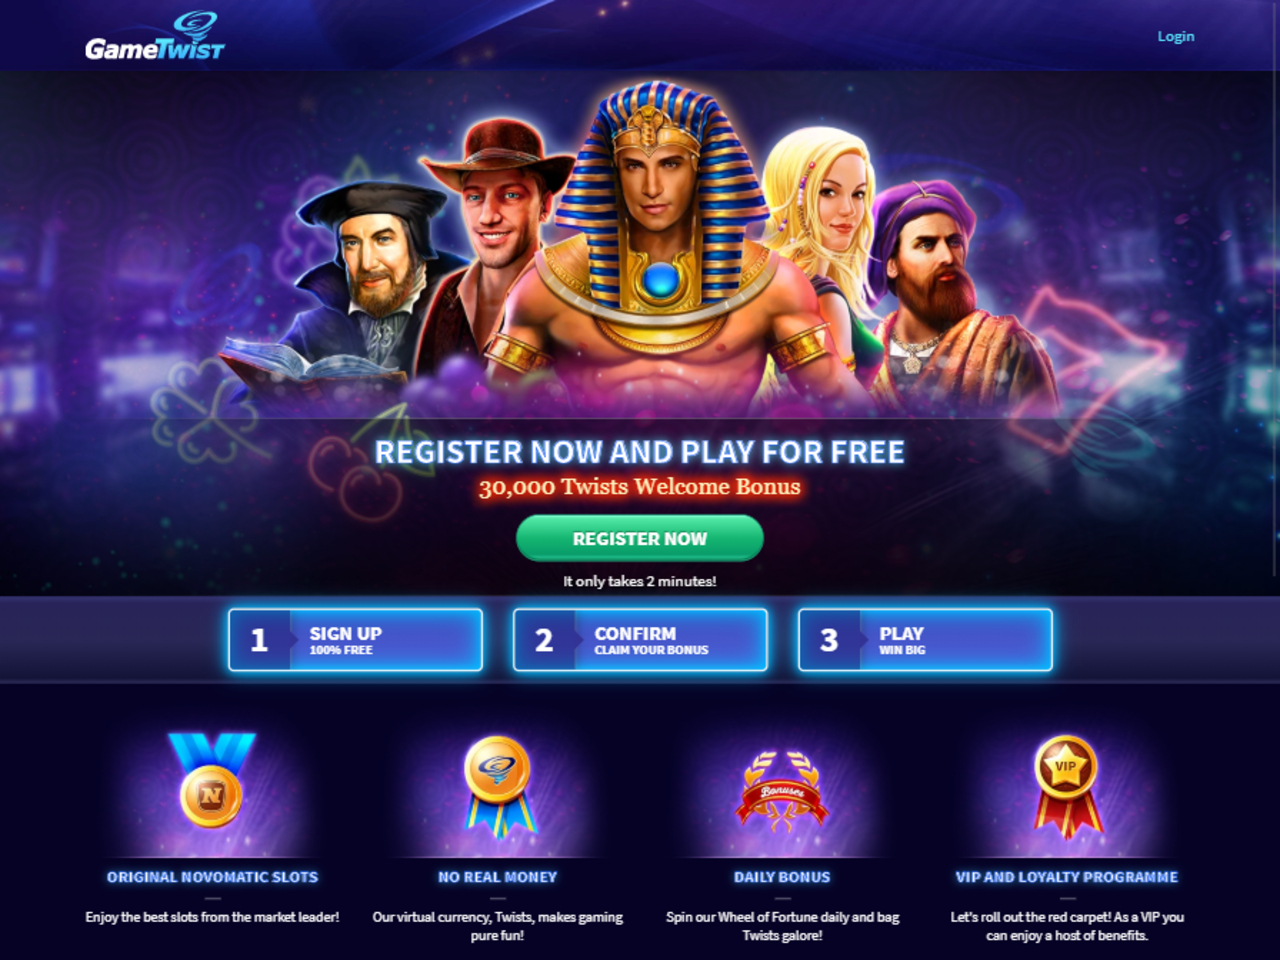 GameTwist
Login
REGISTER NOW AND PLAY FOR FREE
30,000 Twists Welcome Bonus
REGISTER NOW
It only takes 2 minutes!
1
SIGN UP
100% FREE
2
CONFIRM
CLAIM YOUR BONUS
3
PLAY
WIN BIG
N
Bonuses
VIP
ORIGINAL NOVOMATIC SLOTS
Enjoy the best slots from the market leader!
NO REAL MONEY
Our virtual currency, Twists, makes gaming
pure fun!
DAILY BONUS
Spin our Wheel of Fortune daily and bag
Twists galore!
VIP AND LOYALTY PROGRAMME
Let's roll out the red carpet! As a VIP you
can enjoy a host of benefits.